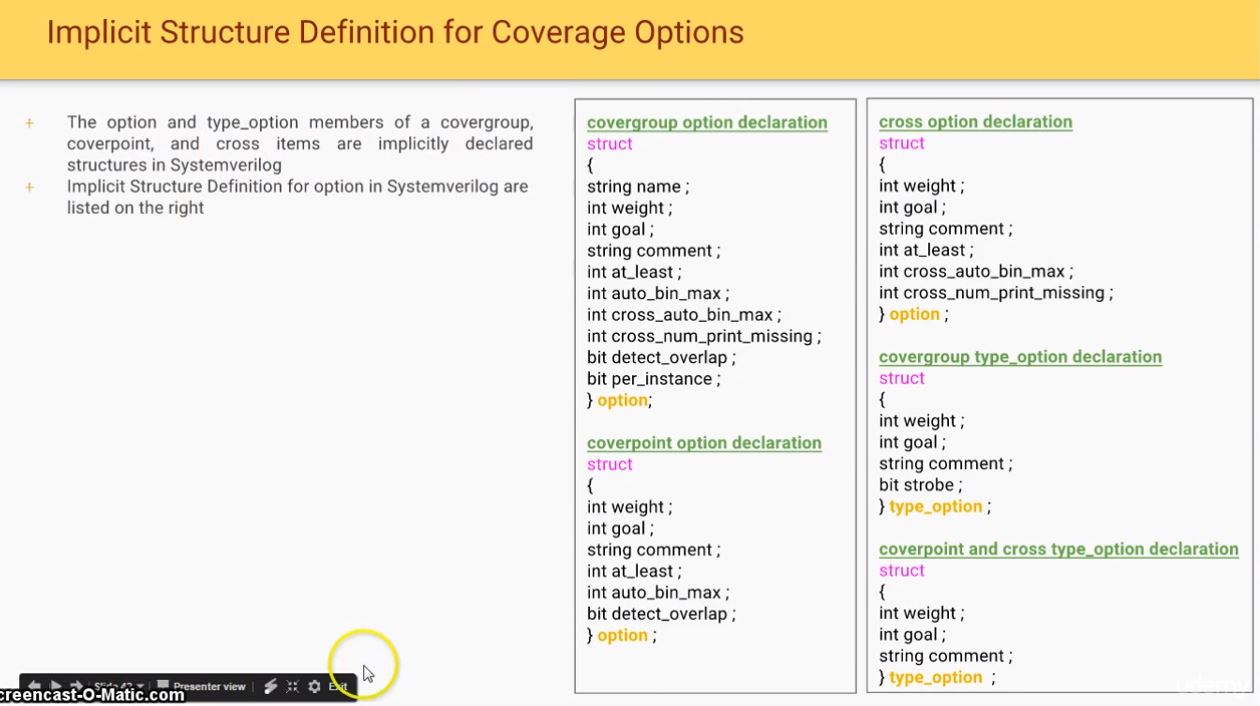 Implicit Structure Definition for Coverage Options
+ The option and type_option members of a covergroup,
coverpoint, and cross items are implicitly declared
structures in Systemverilog
+ Implicit Structure Definition for option in Systemverilog are
listed on the right
covergroup option declaration
struct
{
string name ;
int weight ;
int goal ;
string comment ;
int at_least ;
int auto_bin_max ;
int cross_auto_bin_max ;
int cross_num_print_missing ;
bit detect_overlap ;
bit per_instance ;
} option;
coverpoint option declaration
struct
{
int weight ;
int goal ;
string comment ;
int at_least ;
int auto_bin_max ;
bit detect_overlap ;
} option ;
cross option declaration
struct
{
int weight ;
int goal ;
string comment ;
int at_least ;
int cross_auto_bin_max ;
int cross_num_print_missing ;
} option ;
covergroup type_option declaration
struct
{
int weight ;
int goal ;
string comment ;
bit strobe ;
} type_option ;
coverpoint and cross type_option declaration
struct
{
int weight ;
int goal ;
string comment ;
} type_option ;
Presenter view Exit
creencast-O-Matic.com
udemy